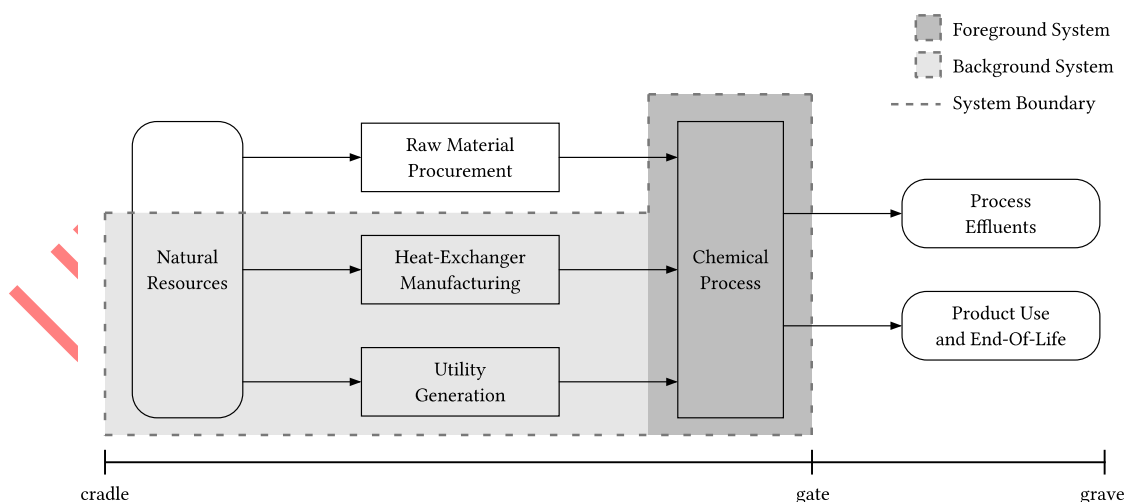 Foreground System
Background System
System Boundary
Raw Material
Procurement
Process
Effluents
Natural
Resources
Heat-Exchanger
Manufacturing
Chemical
Process
Product Use
and End-Of-Life
Utility
Generation
cradle
gate
grave